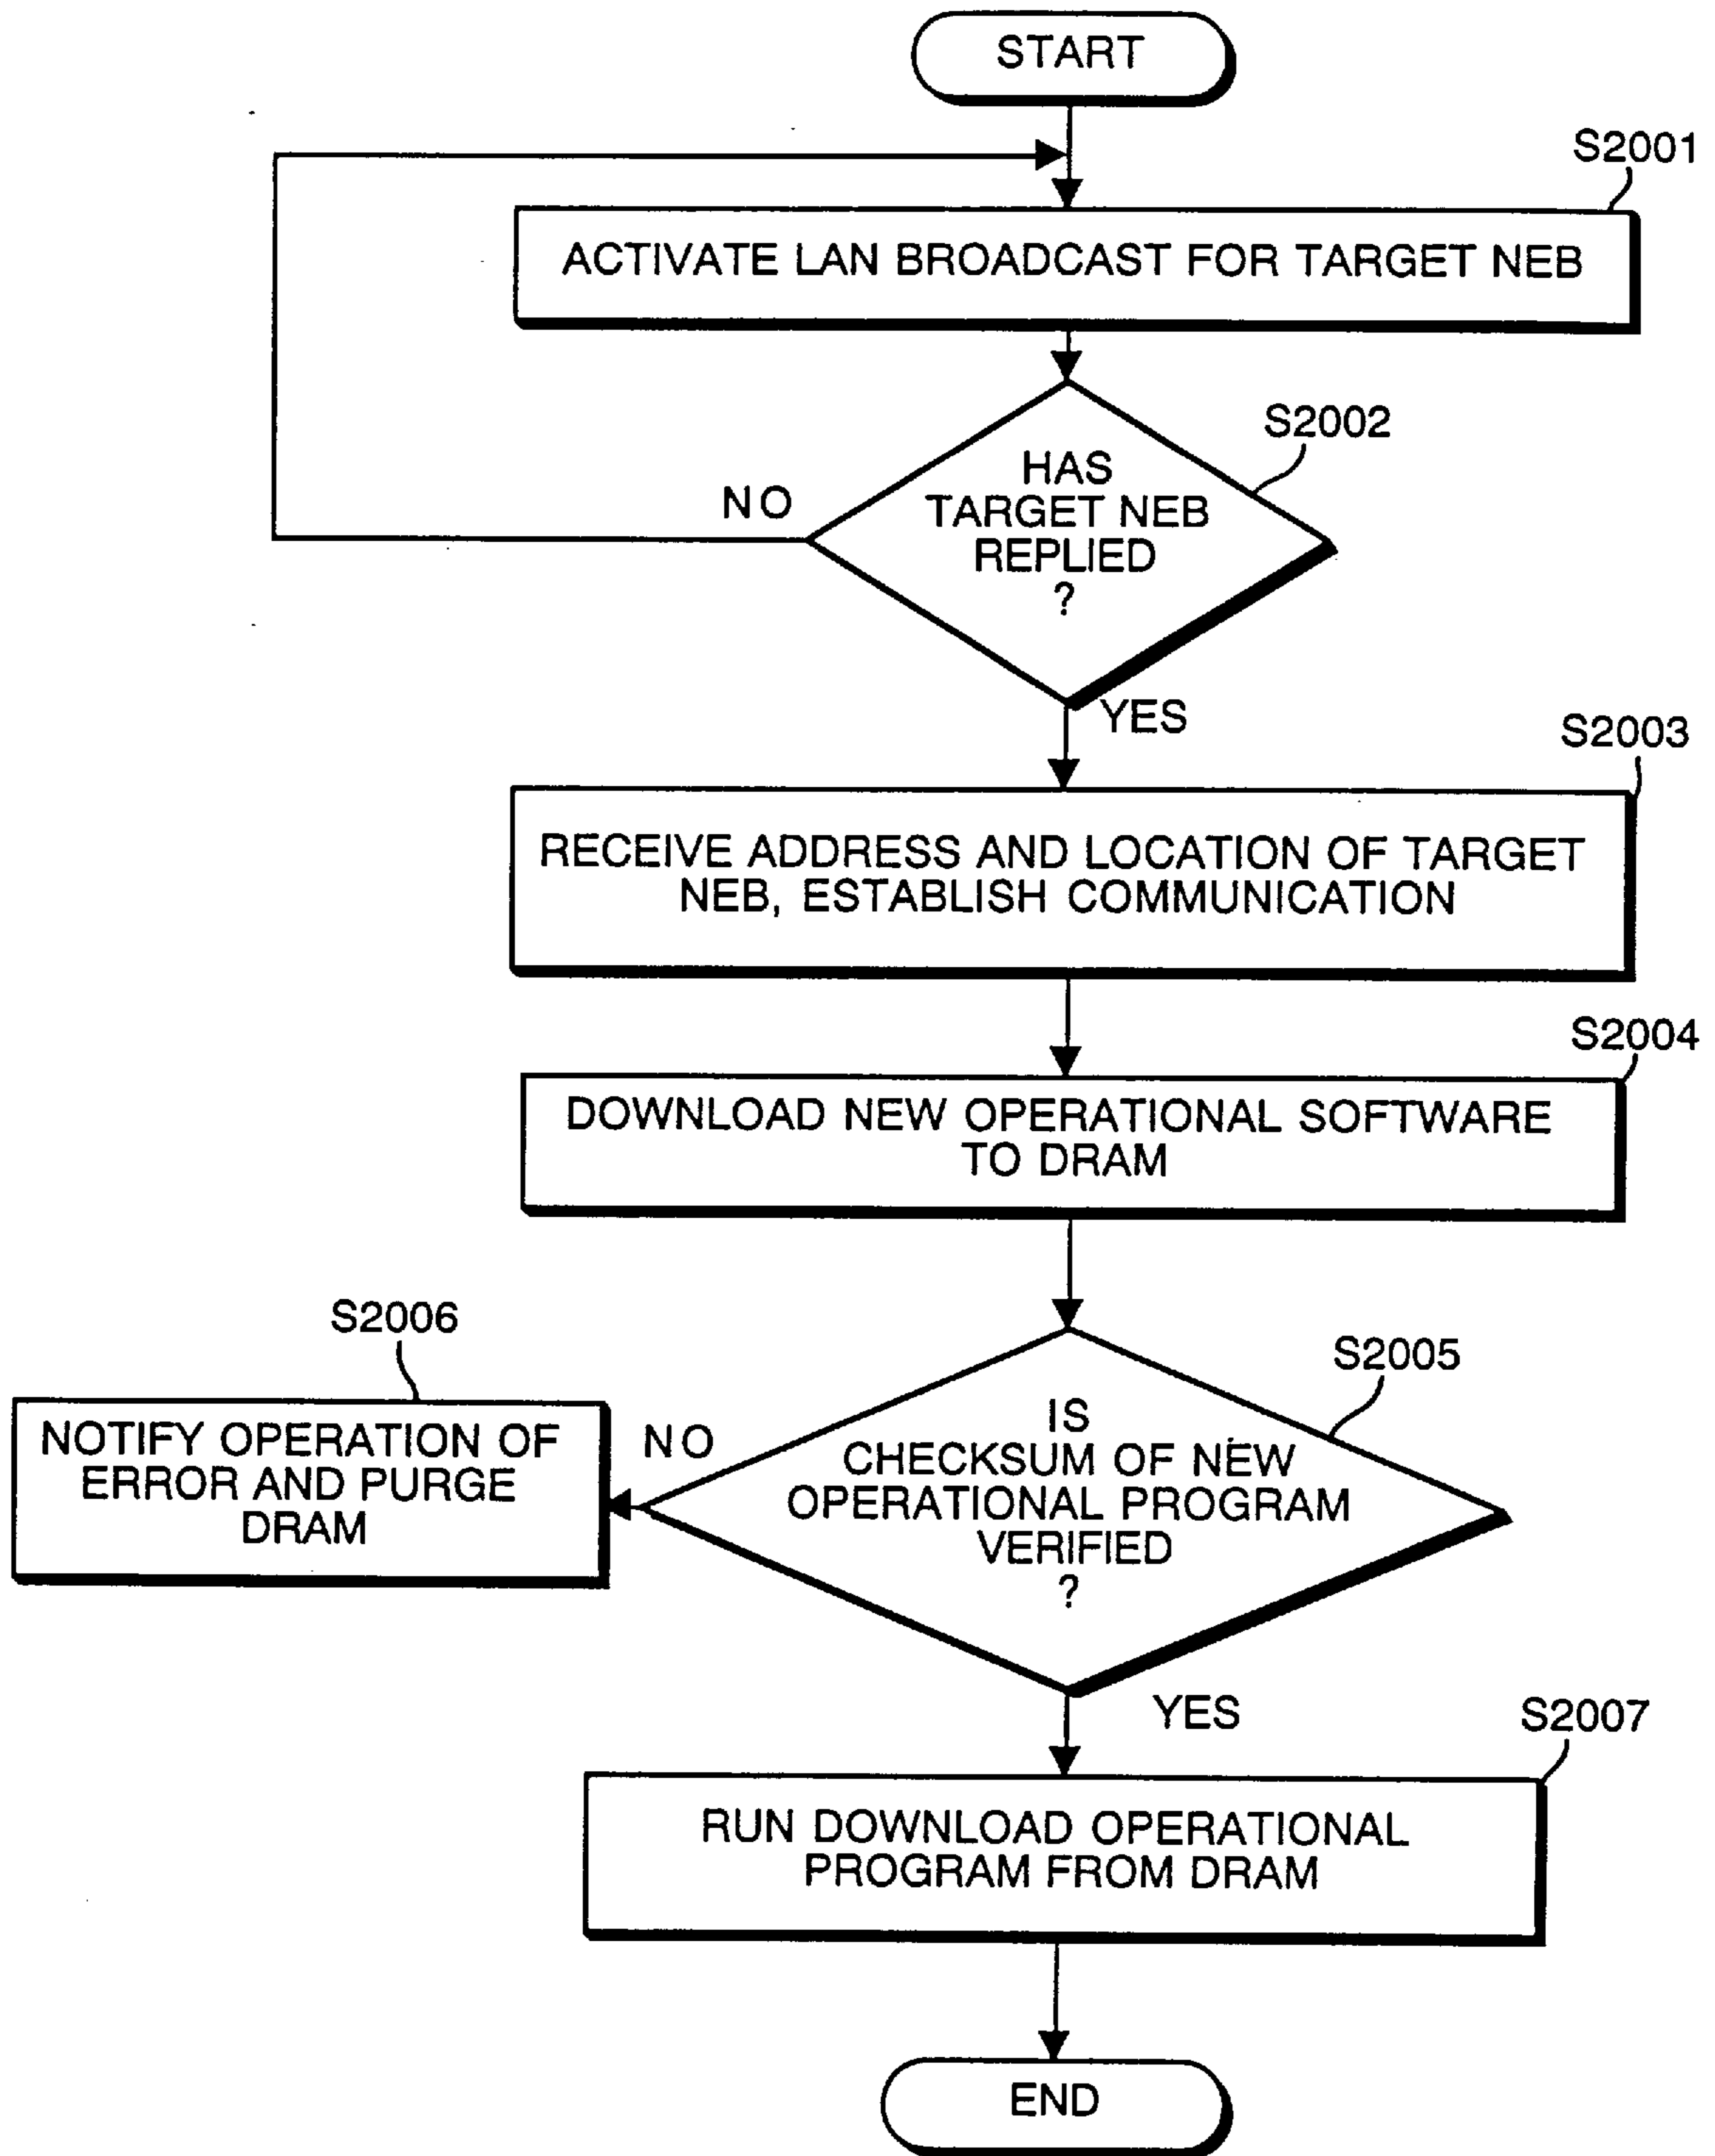 START
S2001
ACTIVATE LAN BROADCAST FOR TARGET NEB
S2002
HAS
TARGET NEB
REPLIED
?
NO
YES
S2003
RECEIVE ADDRESS AND LOCATION OF TARGET
NEB, ESTABLISH COMMUNICATION
S2004
DOWNLOAD NEW OPERATIONAL SOFTWARE
TO DRAM
S2005
IS
CHECKSUM OF NEW
OPERATIONAL PROGRAM
VERIFIED
?
NO
S2006
NOTIFY OPERATION OF
ERROR AND PURGE
DRAM
YES
S2007
RUN DOWNLOAD OPERATIONAL
PROGRAM FROM DRAM
END